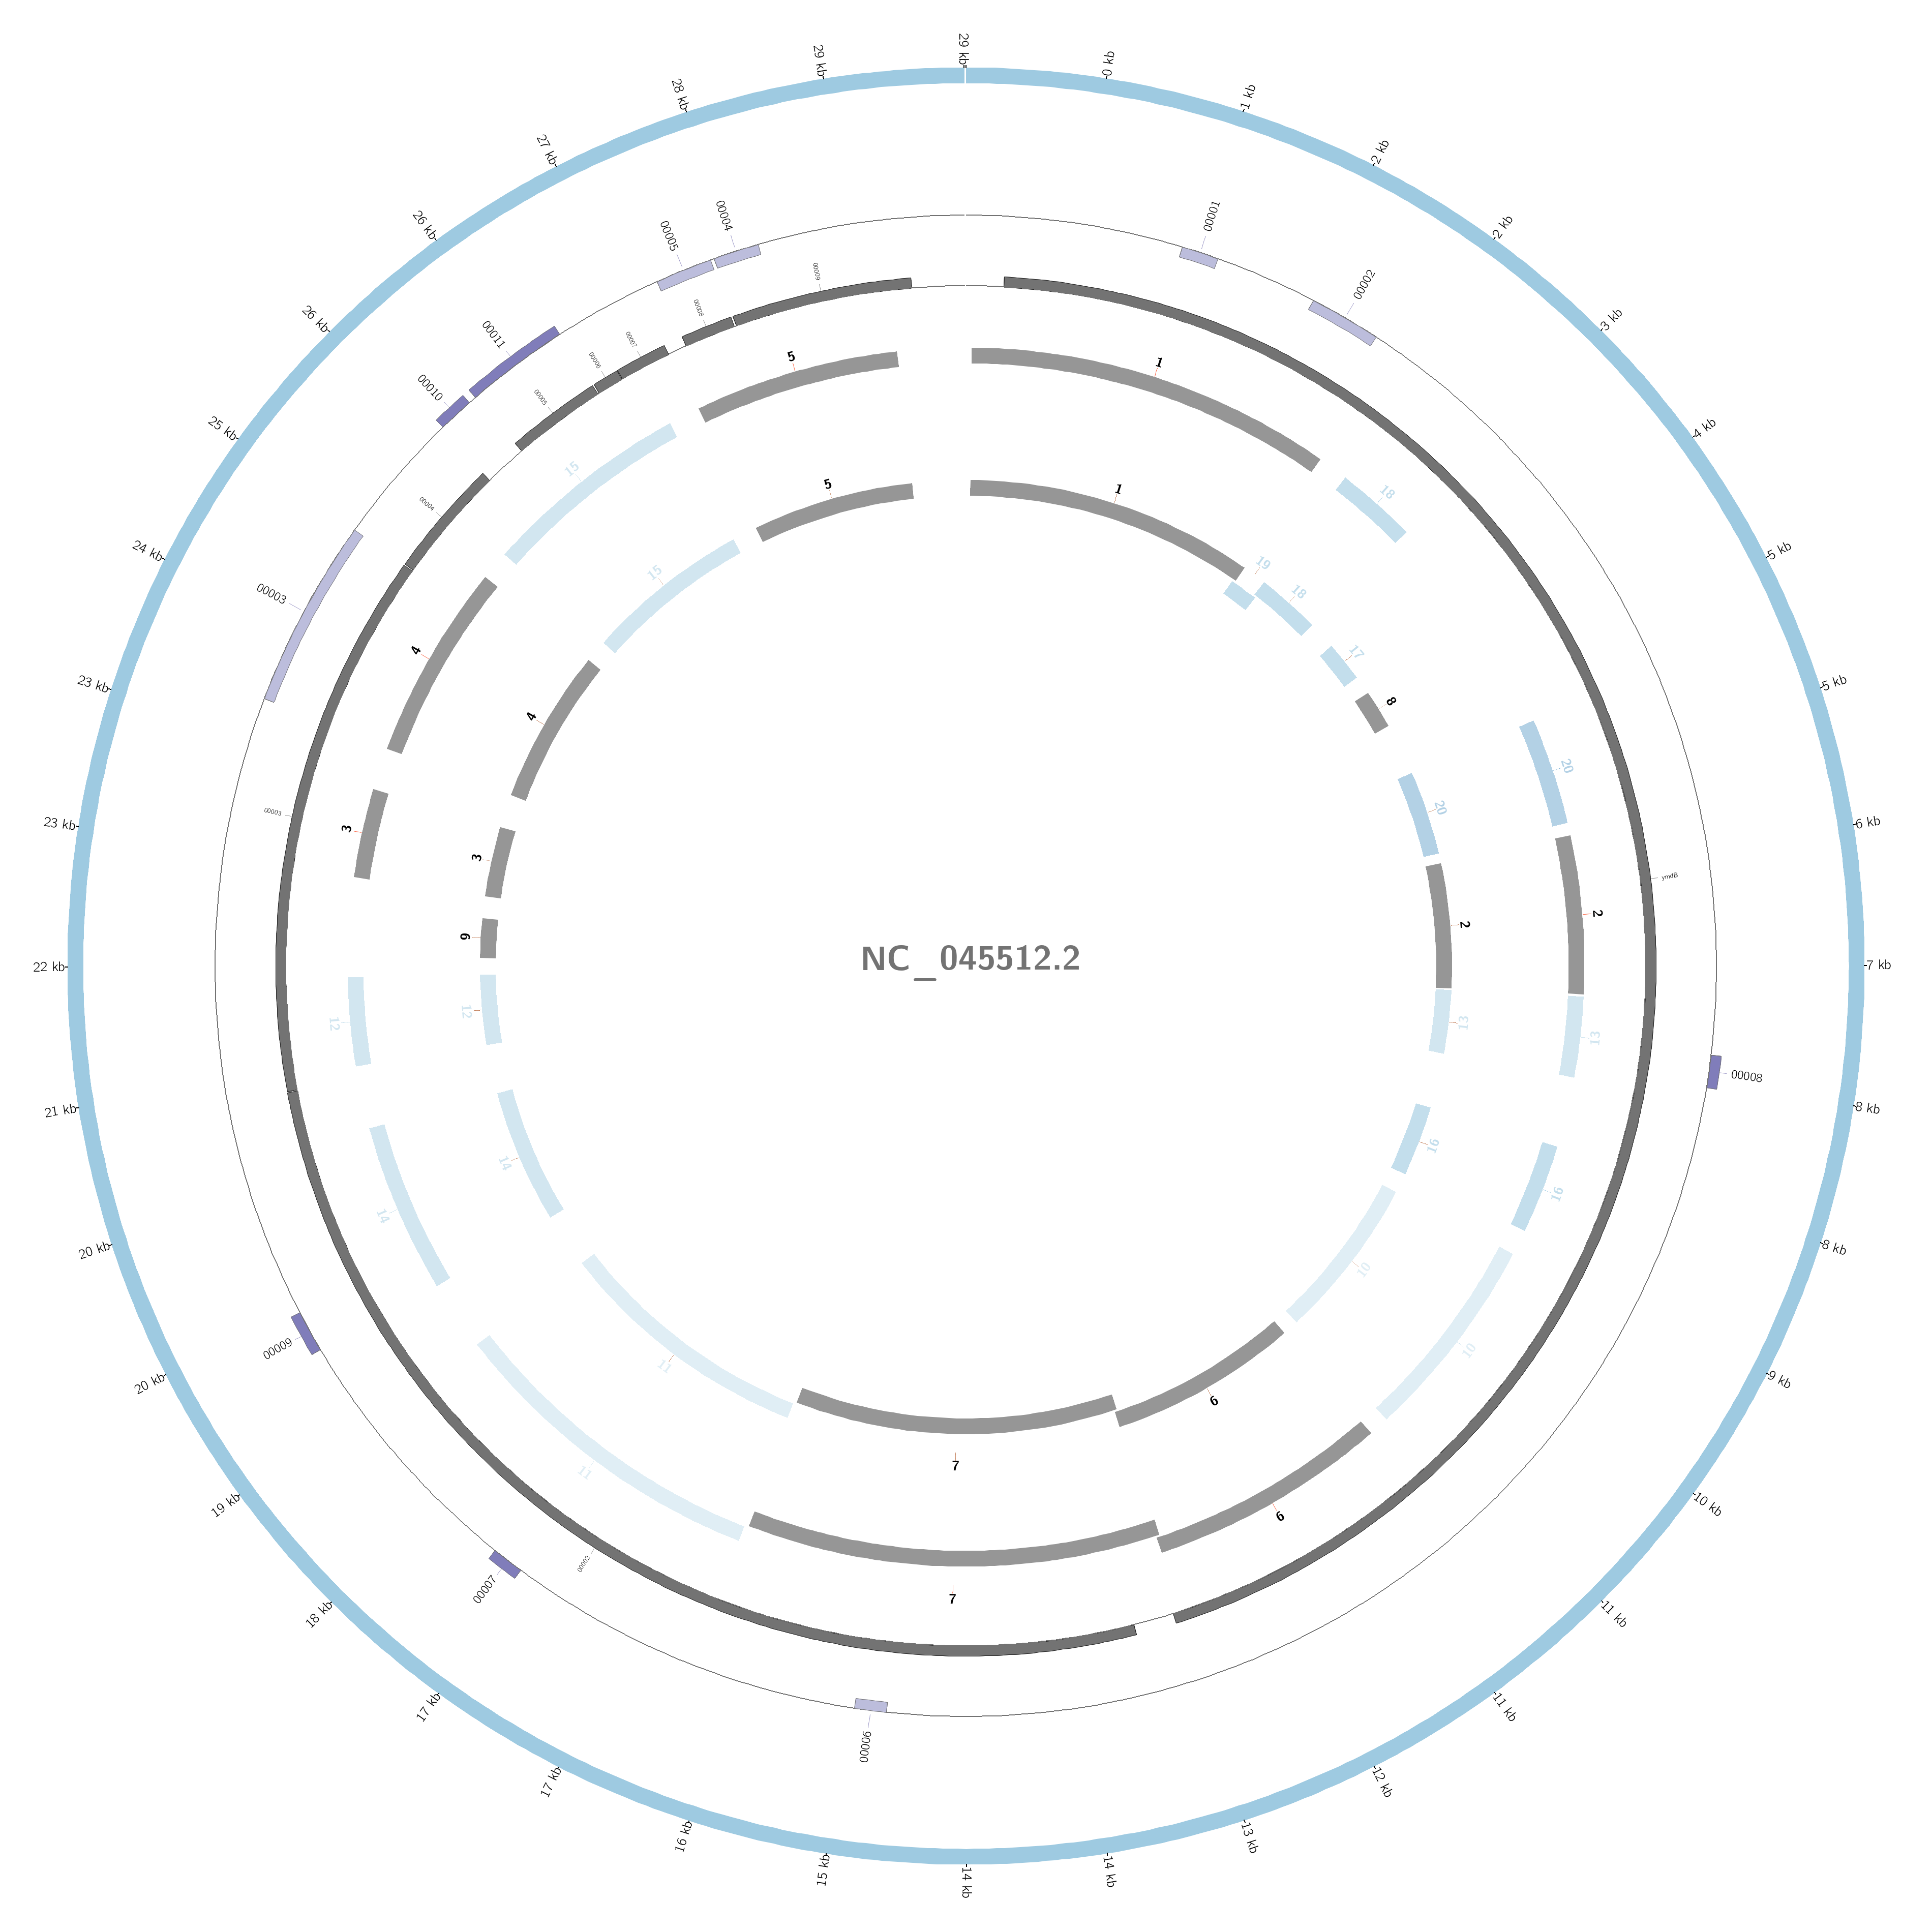 NC_045512.2
29 kb
0 kb
1 kb
2 kb
2 kb
3 kb
4 kb
5 kb
5 kb
6 kb
7 kb
8 kb
8 kb
9 kb
10 kb
11 kb
11 kb
12 kb
13 kb
14 kb
14 kb
15 kb
16 kb
17 kb
17 kb
18 kb
19 kb
20 kb
20 kb
21 kb
22 kb
23 kb
23 kb
24 kb
25 kb
26 kb
26 kb
27 kb
28 kb
29 kb
00001
00002
00008
00006
00007
00009
00003
00010
00011
00005
00004
ymdB
00002
00003
00004
00005
00006
00007
00008
00009
1
18
20
2
13
16
10
6
7
11
14
12
3
4
15
5
1
19
18
17
8
20
2
13
16
10
6
7
11
14
12
9
3
4
15
5